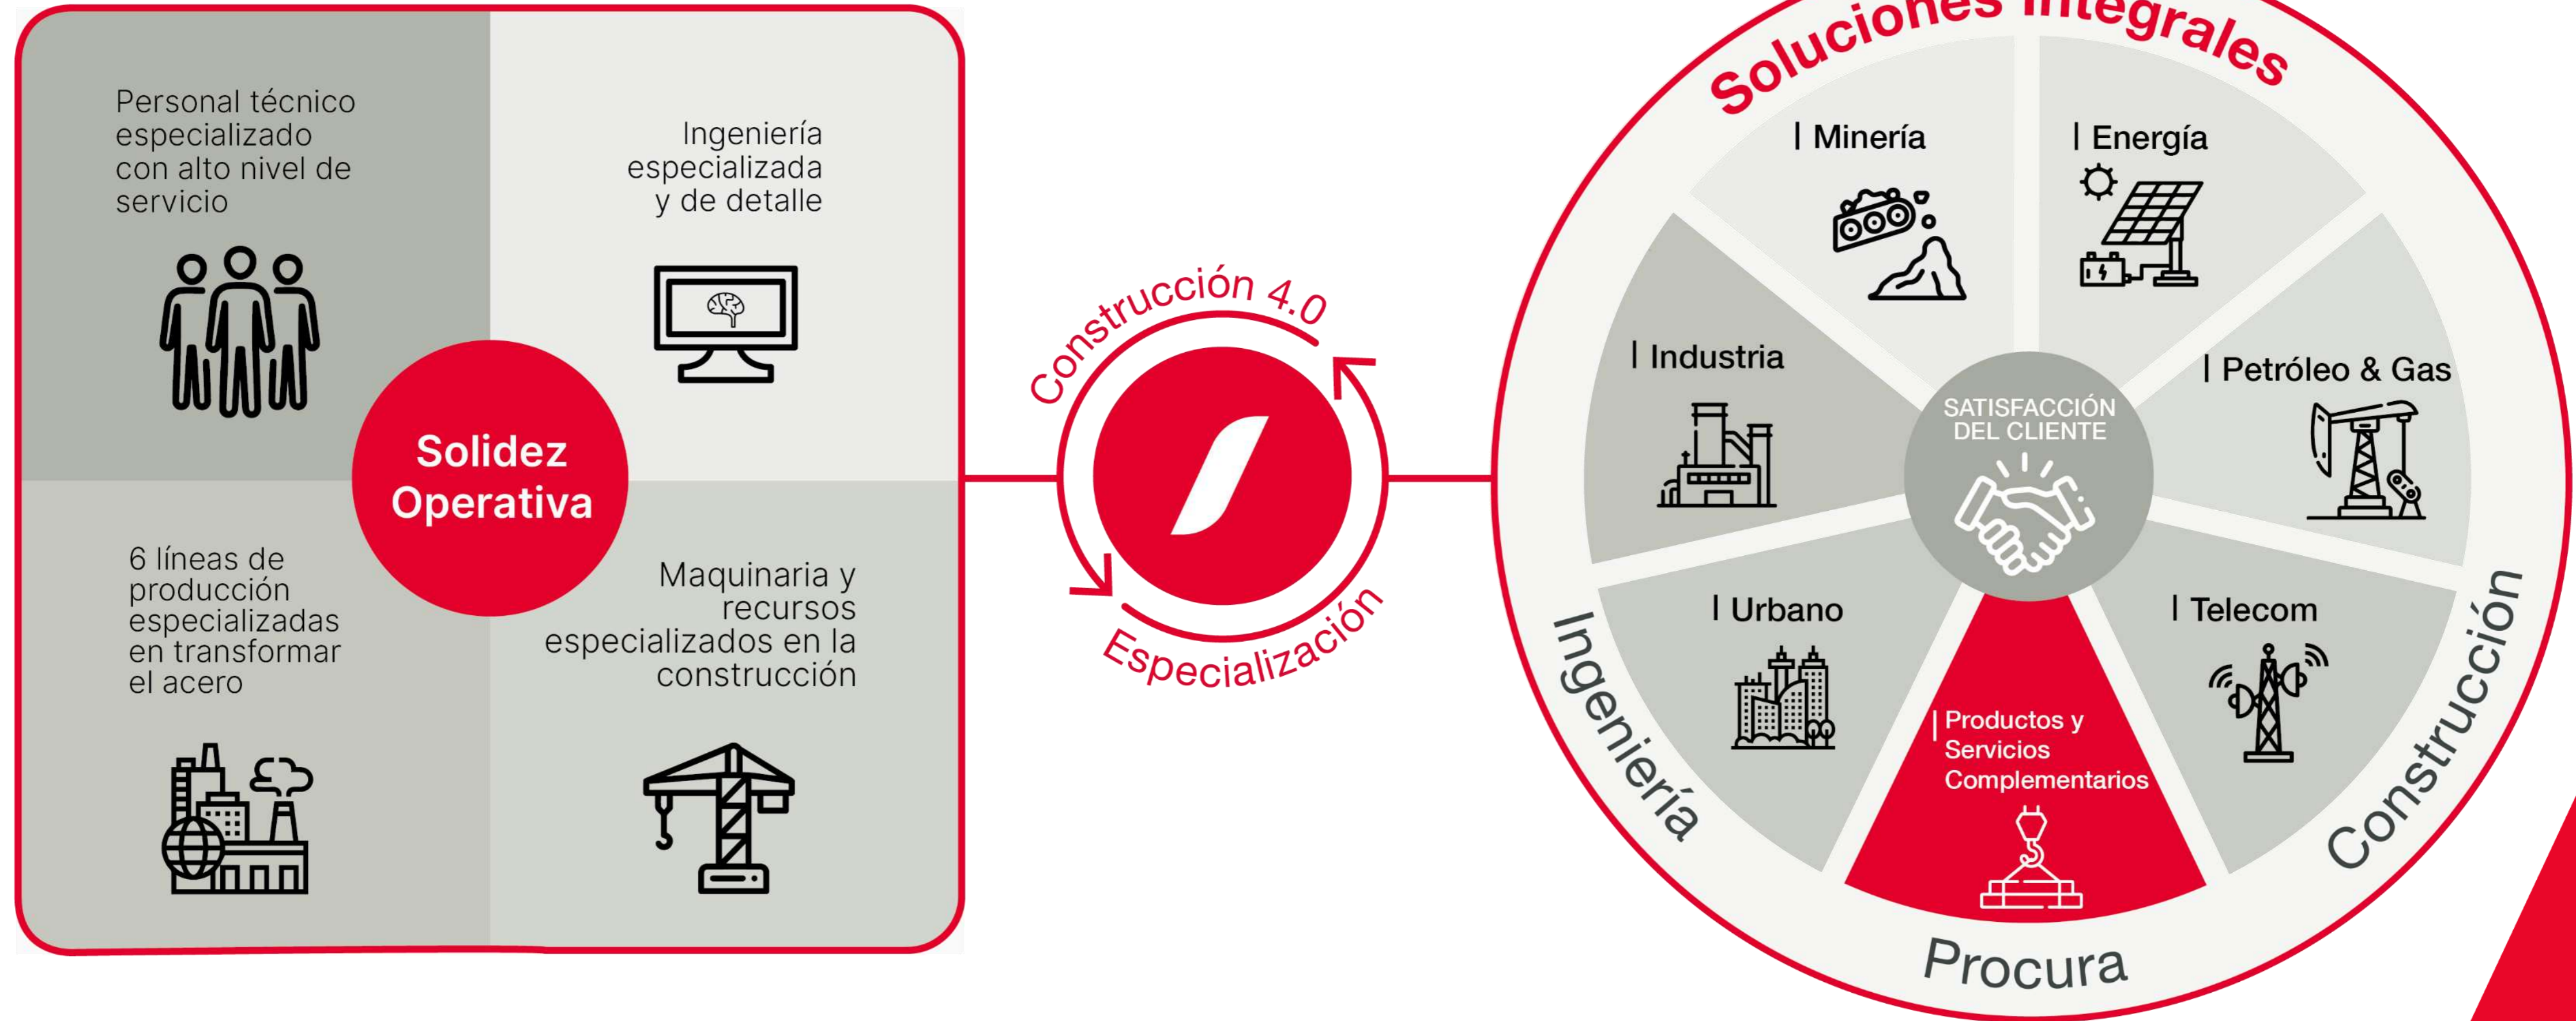 Personal técnico
especializado
con alto nivel de
servicio
Ingeniería
especializada
y de detalle
Solidez
Operativa
6 líneas de
producción
especializadas
en transformar
el acero
Maquinaria y
recursos
especializados en la
construcción
Construcción 4.0
Especialización
Soluciones Integrales
| Minería
| Energía
| Industria
| Petróleo & Gas
SATISFACCIÓN
DEL CLIENTE
| Urbano
| Telecom
| Productos y
Servicios
Complementarios
Ingeniería
Procura
Construcción